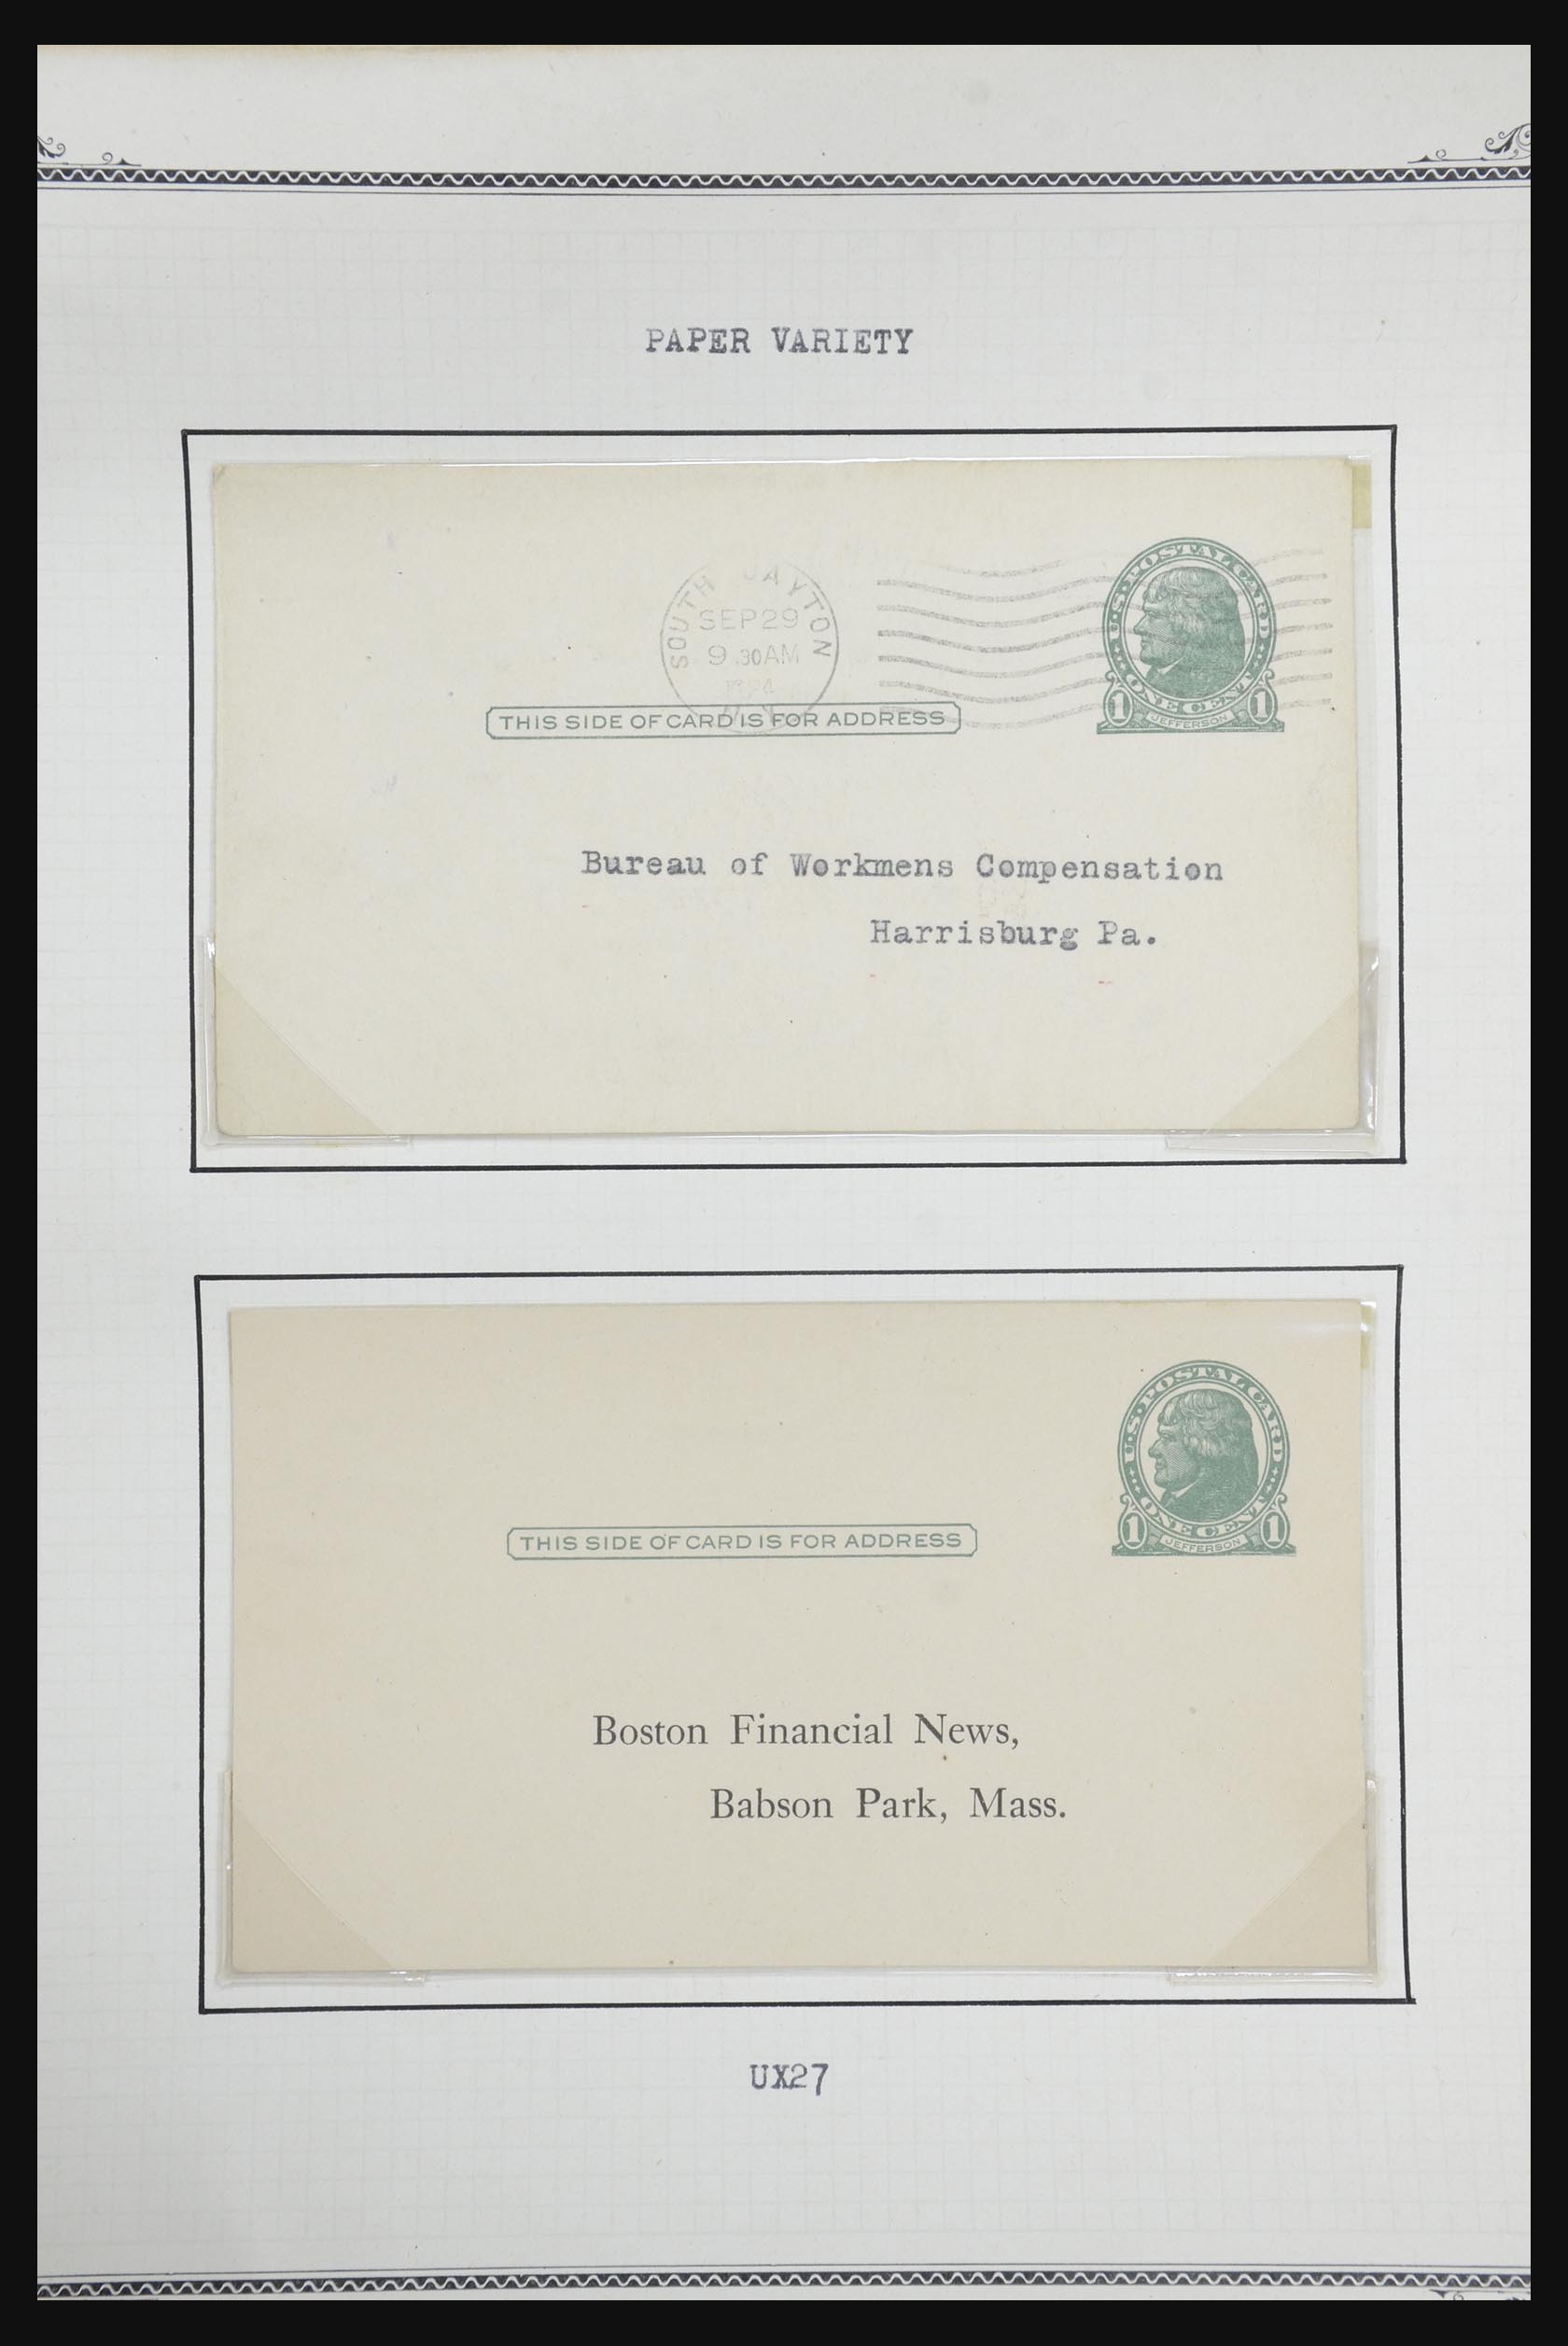 PAPER VARIETY
SOUTH DAYTON
SEP 29
9 30 AM
N.Y.
U.S. POSTAL CARD
ONE CENT
1 JEFFERSON 1
THIS SIDE OF CARD IS FOR ADDRESS
Bureau of Workmens Compensation
Harrisburg Pa.
U.S. POSTAL CARD
ONE CENT
1 JEFFERSON 1
THIS SIDE OF CARD IS FOR ADDRESS
Boston Financial News,
Babson Park, Mass.
UX27